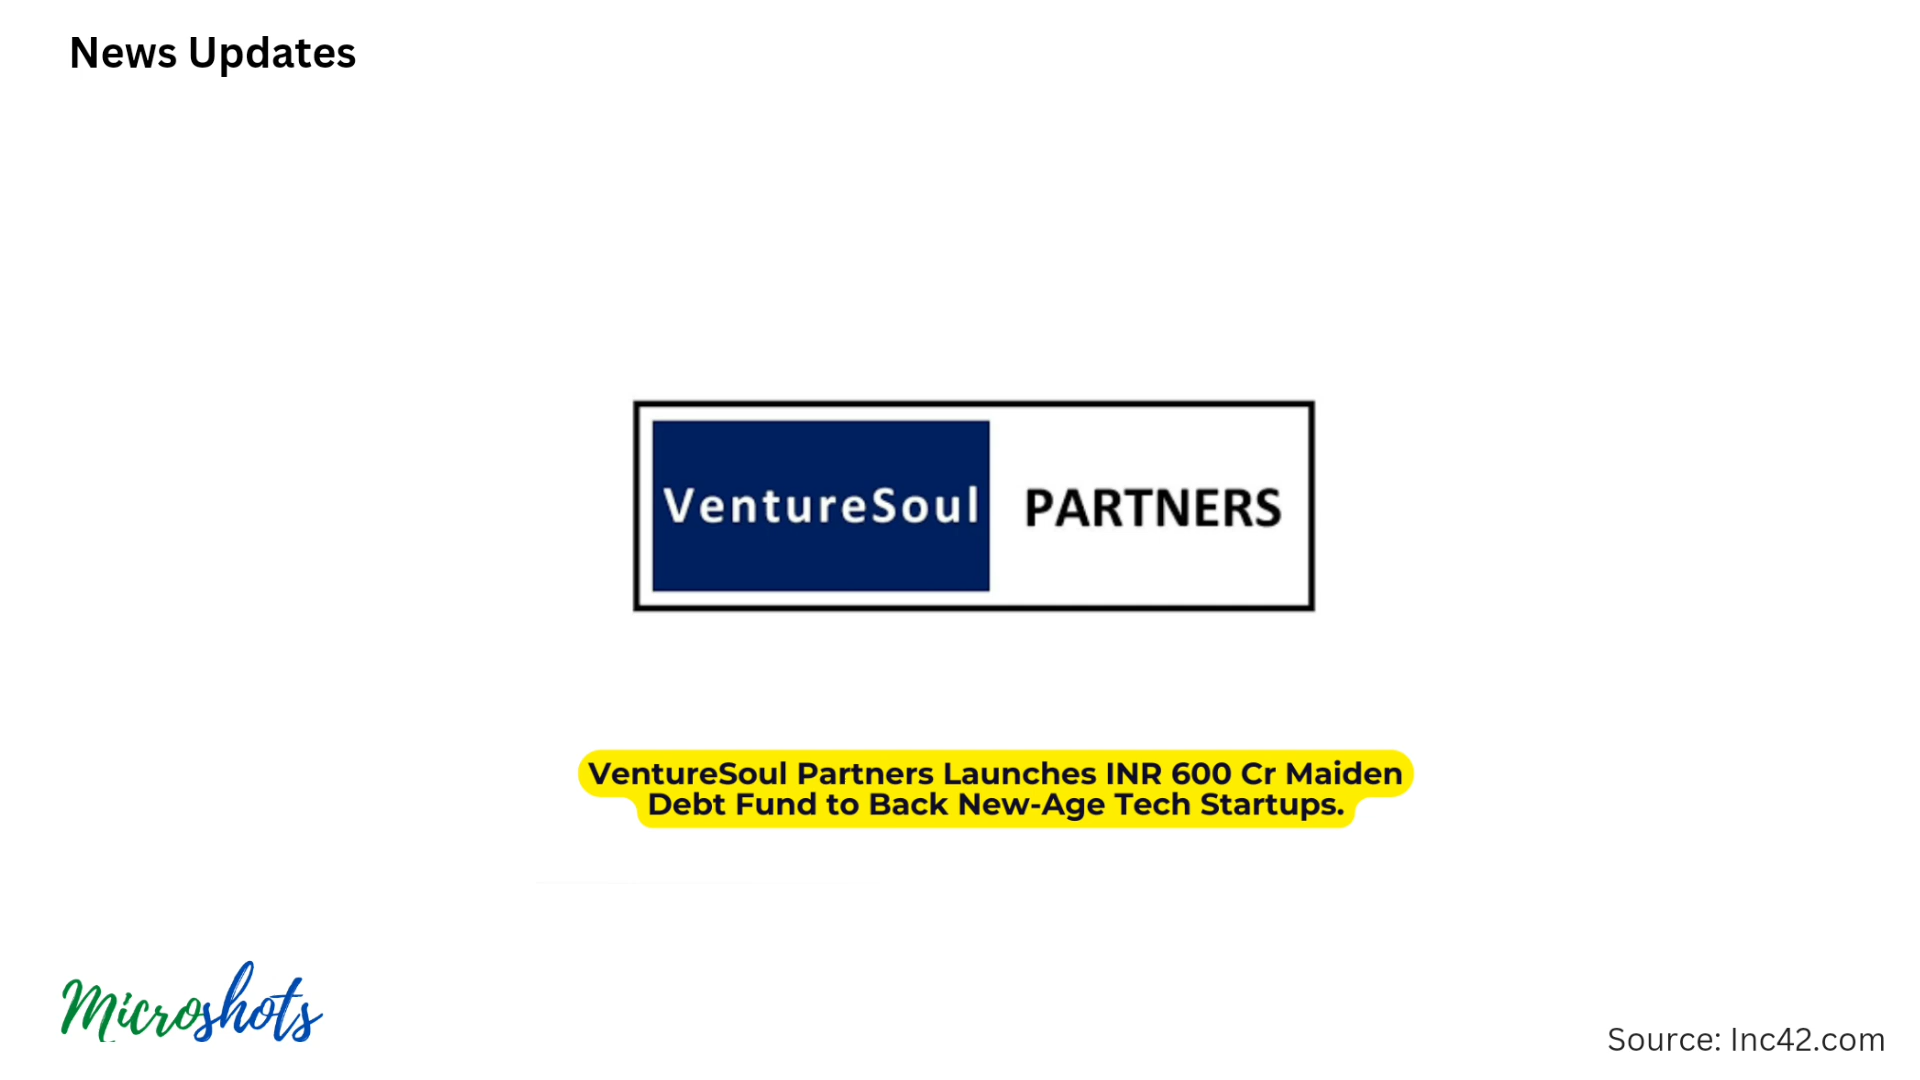 News Updates
VentureSoul PARTNERS
VentureSoul Partners Launches INR 600 Cr Maiden
Debt Fund to Back New-Age Tech Startups.
Microshots
Source: Inc42.com